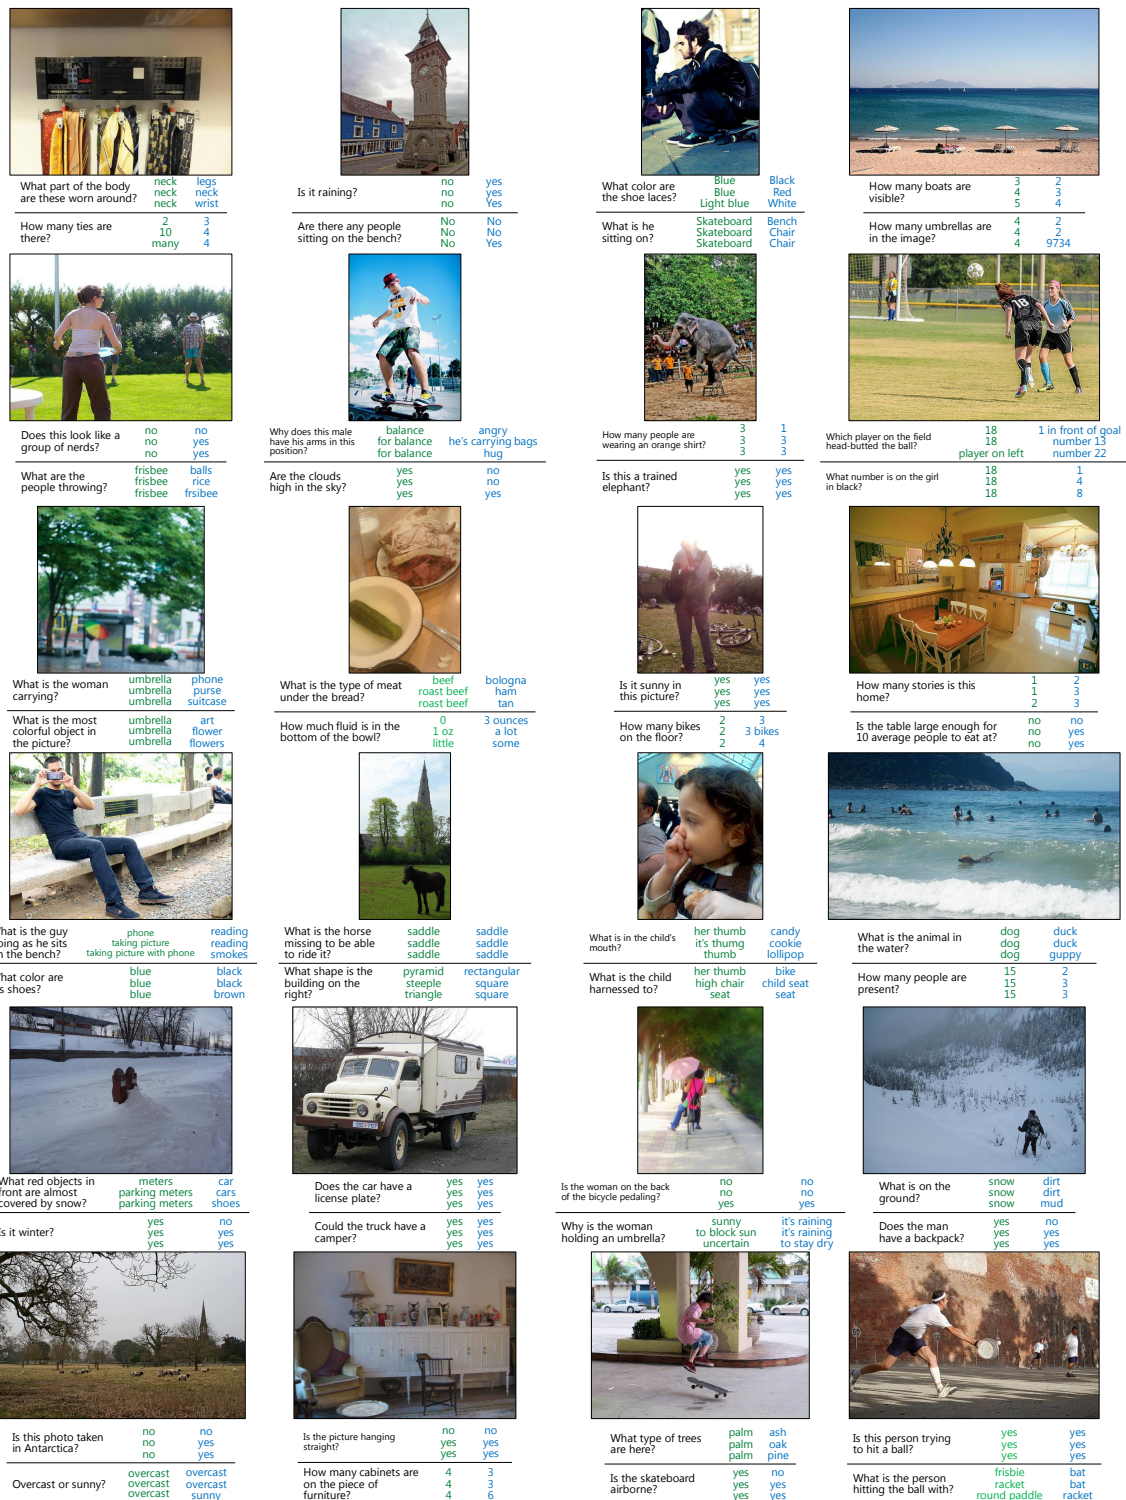 What part of the body
are these worn around?
neck legs
neck neck
neck wrist
How many ties are
there?
2 3
10 4
many 4
Is it raining?
no yes
no yes
no Yes
Are there any people
sitting on the bench?
No No
No No
No Yes
What color are
the shoe laces?
Blue Black
Blue Red
Light blue White
What is he
sitting on?
Skateboard Bench
Skateboard Chair
Skateboard Chair
How many boats are
visible?
3 2
4 3
5 4
How many umbrellas are
in the image?
4 2
4 2
4 9734
18
Does this look like a
group of nerds?
no no
no yes
no yes
What are the
people throwing?
frisbee balls
frisbee rice
frisbee frsibee
Why does this male
have his arms in this
position?
balance angry
for balance he's carrying bags
for balance hug
Are the clouds
high in the sky?
yes no
yes no
yes yes
How many people are
wearing an orange shirt?
3 1
3 3
3 3
Is this a trained
elephant?
yes yes
yes yes
yes yes
Which player on the field
head-butted the ball?
18 1 in front of goal
18 number 13
player on left number 22
What number is on the girl
in black?
18 1
18 4
18 8
What is the woman
carrying?
umbrella phone
umbrella purse
umbrella suitcase
What is the most
colorful object in
the picture?
umbrella art
umbrella flower
umbrella flowers
What is the type of meat
under the bread?
beef bologna
roast beef ham
roast beef tan
How much fluid is in the
bottom of the bowl?
0 3 ounces
1 oz a lot
little some
Is it sunny in
this picture?
yes yes
yes yes
yes yes
How many bikes
on the floor?
2 3
2 3 bikes
2 4
How many stories is this
home?
1 2
1 3
2 3
Is the table large enough for
10 average people to eat at?
no no
no yes
no yes
hat is the guy
oing as he sits
n the bench?
phone reading
taking picture reading
taking picture with phone smokes
hat color are
s shoes?
blue black
blue black
blue brown
What is the horse
missing to be able
to ride it?
saddle saddle
saddle saddle
saddle saddle
What shape is the
building on the
right?
pyramid rectangular
steeple square
triangle square
What is in the child's
mouth?
her thumb candy
it's thumg cookie
thumb lollipop
What is the child
harnessed to?
her thumb bike
high chair child seat
seat seat
What is the animal in
the water?
dog duck
dog duck
dog guppy
How many people are
present?
15 2
15 3
15 3
What red objects in
front are almost
covered by snow?
meters car
parking meters cars
parking meters shoes
Is it winter?
yes no
yes yes
yes yes
Does the car have a
license plate?
yes yes
yes yes
yes yes
Could the truck have a
camper?
yes yes
yes yes
yes yes
Is the woman on the back
of the bicycle pedaling?
no no
no no
yes yes
Why is the woman
holding an umbrella?
sunny it's raining
to block sun it's raining
uncertain to stay dry
What is on the
ground?
snow dirt
snow dirt
snow mud
Does the man
have a backpack?
yes no
yes yes
yes yes
Is this photo taken
in Antarctica?
no no
no yes
no yes
Overcast or sunny?
overcast overcast
overcast overcast
overcast sunny
Is the picture hanging
straight?
no no
yes yes
yes yes
How many cabinets are
on the piece of
furniture?
4 3
4 3
4 6
What type of trees
are here?
palm ash
palm oak
palm pine
Is the skateboard
airborne?
yes no
yes yes
yes yes
Is this person trying
to hit a ball?
yes yes
yes yes
yes yes
What is the person
hitting the ball with?
frisbie bat
racket bat
round paddle racket